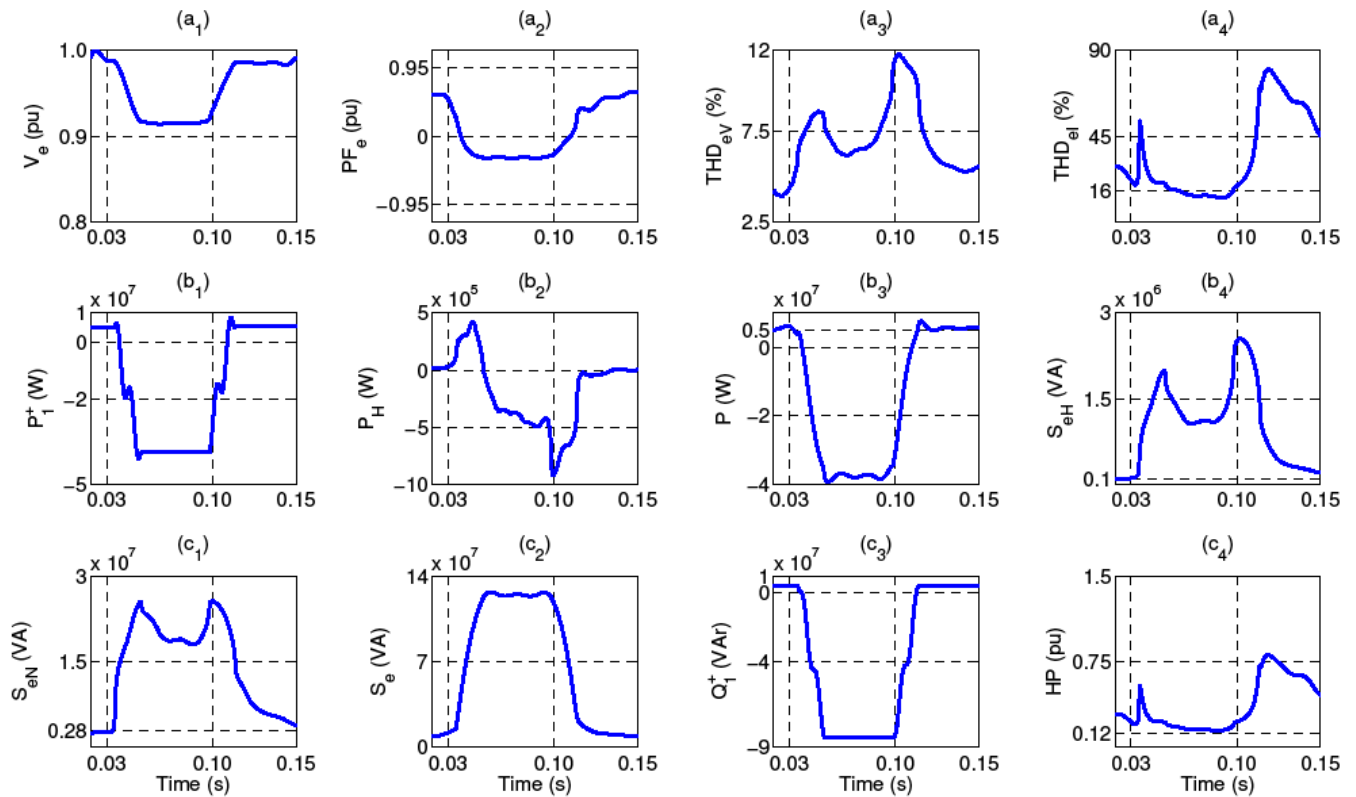 (a1) (a2) (a3) (a4)
1.0
0.9
0.8
Ve (pu)
0.03 0.10 0.15
0.95
0
−0.95
PFe (pu)
0.03 0.10 0.15
12
7.5
2.5
THDeV (%)
0.03 0.10 0.15
90
45
16
THDeI (%)
0.03 0.10 0.15
(b1) (b2) (b3) (b4)
x 10^7
1
0
−2
−5
P1+ (W)
0.03 0.10 0.15
x 10^5
5
0
−5
−10
PH (W)
0.03 0.10 0.15
x 10^7
0.5
0
−2
−4
P (W)
0.03 0.10 0.15
x 10^6
3
1.5
0.1
SeH (VA)
0.03 0.10 0.15
(c1) (c2) (c3) (c4)
x 10^7
3
1.5
0.28
SeN (VA)
0.03 0.10 0.15
Time (s)
x 10^7
14
7
0
Se (VA)
0.03 0.10 0.15
Time (s)
x 10^7
1
0
−4
−9
Q1+ (VAr)
0.03 0.10 0.15
Time (s)
1.5
0.75
0.12
HP (pu)
0.03 0.10 0.15
Time (s)